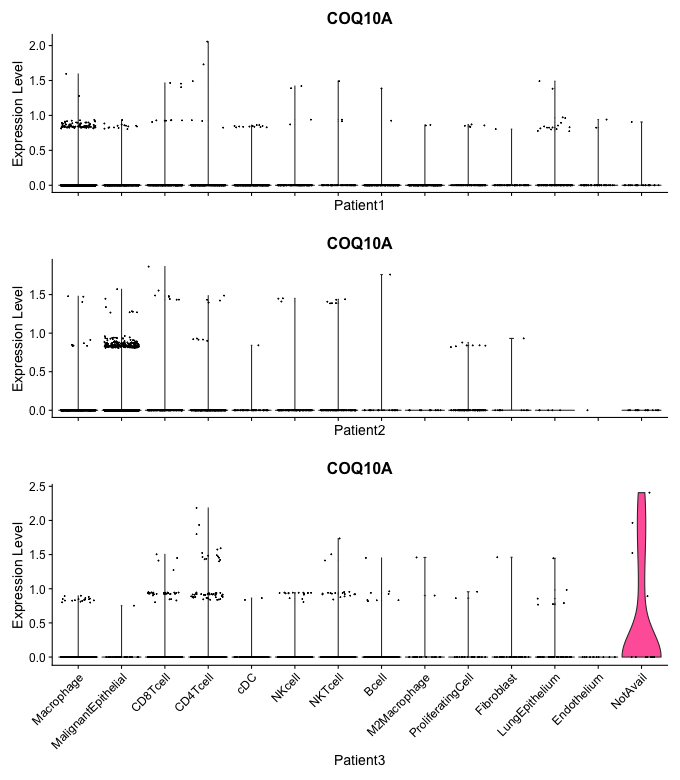 COQ10A
Expression Level
2.0
1.5
1.0
0.5
0.0
Patient1
COQ10A
Expression Level
1.5
1.0
0.5
0.0
Patient2
COQ10A
Expression Level
2.5
2.0
1.5
1.0
0.5
0.0
Macrophage
MalignantEpithelial
CD8Tcell
CD4Tcell
cDC
NKcell
NKTcell
Bcell
M2Macrophage
ProliferatingCell
Fibroblast
LungEpithelium
Endothelium
NotAvail
Patient3